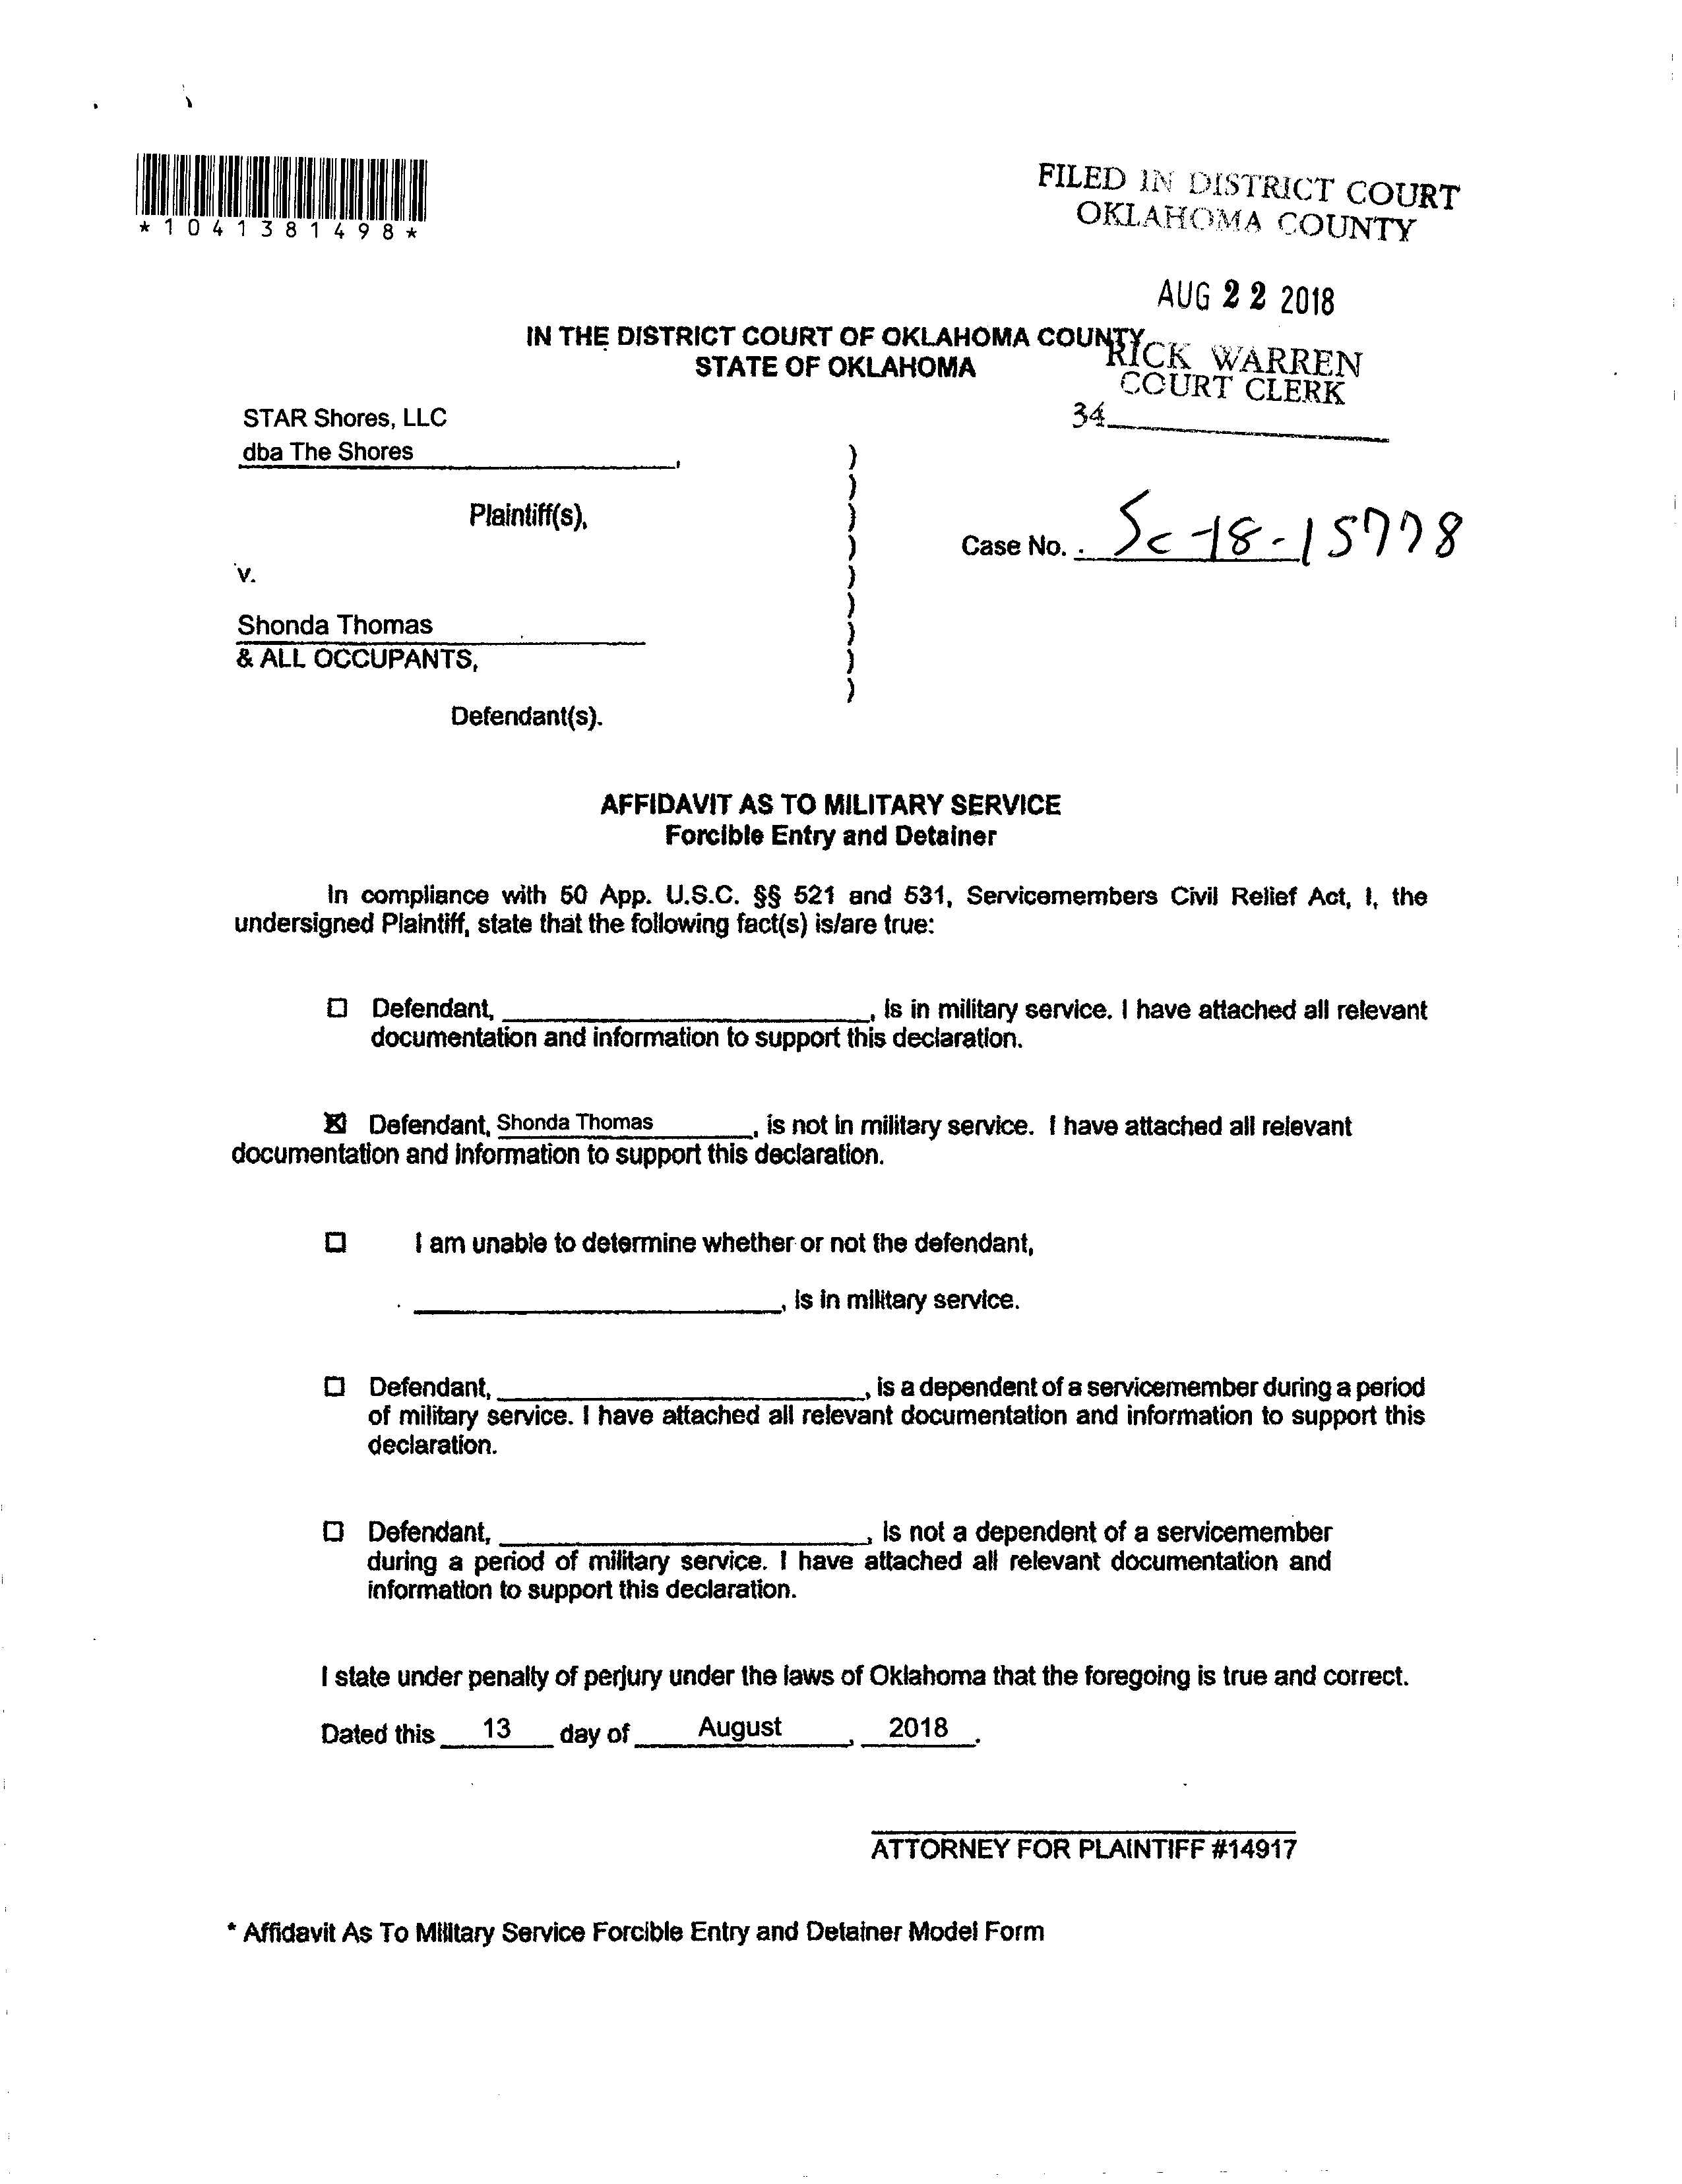 *1041381498*
FILED IN DISTRICT COURT
OKLAHOMA COUNTY
AUG 22 2018
RICK WARREN
COURT CLERK
34
IN THE DISTRICT COURT OF OKLAHOMA COUNTY
STATE OF OKLAHOMA
STAR Shores, LLC
dba The Shores,
Plaintiff(s),
v.
Shonda Thomas
& ALL OCCUPANTS,
Defendant(s).
)
)
)
)
)
)
)
)
)
Case No. Sc-18-15778
AFFIDAVIT AS TO MILITARY SERVICE
Forcible Entry and Detainer
In compliance with 50 App. U.S.C. §§ 521 and 531, Servicemembers Civil Relief Act, I, the
undersigned Plaintiff, state that the following fact(s) is/are true:
☐ Defendant, ____________________, is in military service. I have attached all relevant
documentation and information to support this declaration.
☒ Defendant, Shonda Thomas, is not in military service. I have attached all relevant
documentation and information to support this declaration.
☐ I am unable to determine whether or not the defendant,
____________________, is in military service.
☐ Defendant, ____________________, is a dependent of a servicemember during a period
of military service. I have attached all relevant documentation and information to support this
declaration.
☐ Defendant, ____________________, is not a dependent of a servicemember
during a period of military service. I have attached all relevant documentation and
information to support this declaration.
I state under penalty of perjury under the laws of Oklahoma that the foregoing is true and correct.
Dated this 13 day of August, 2018.
ATTORNEY FOR PLAINTIFF #14917
* Affidavit As To Military Service Forcible Entry and Detainer Model Form